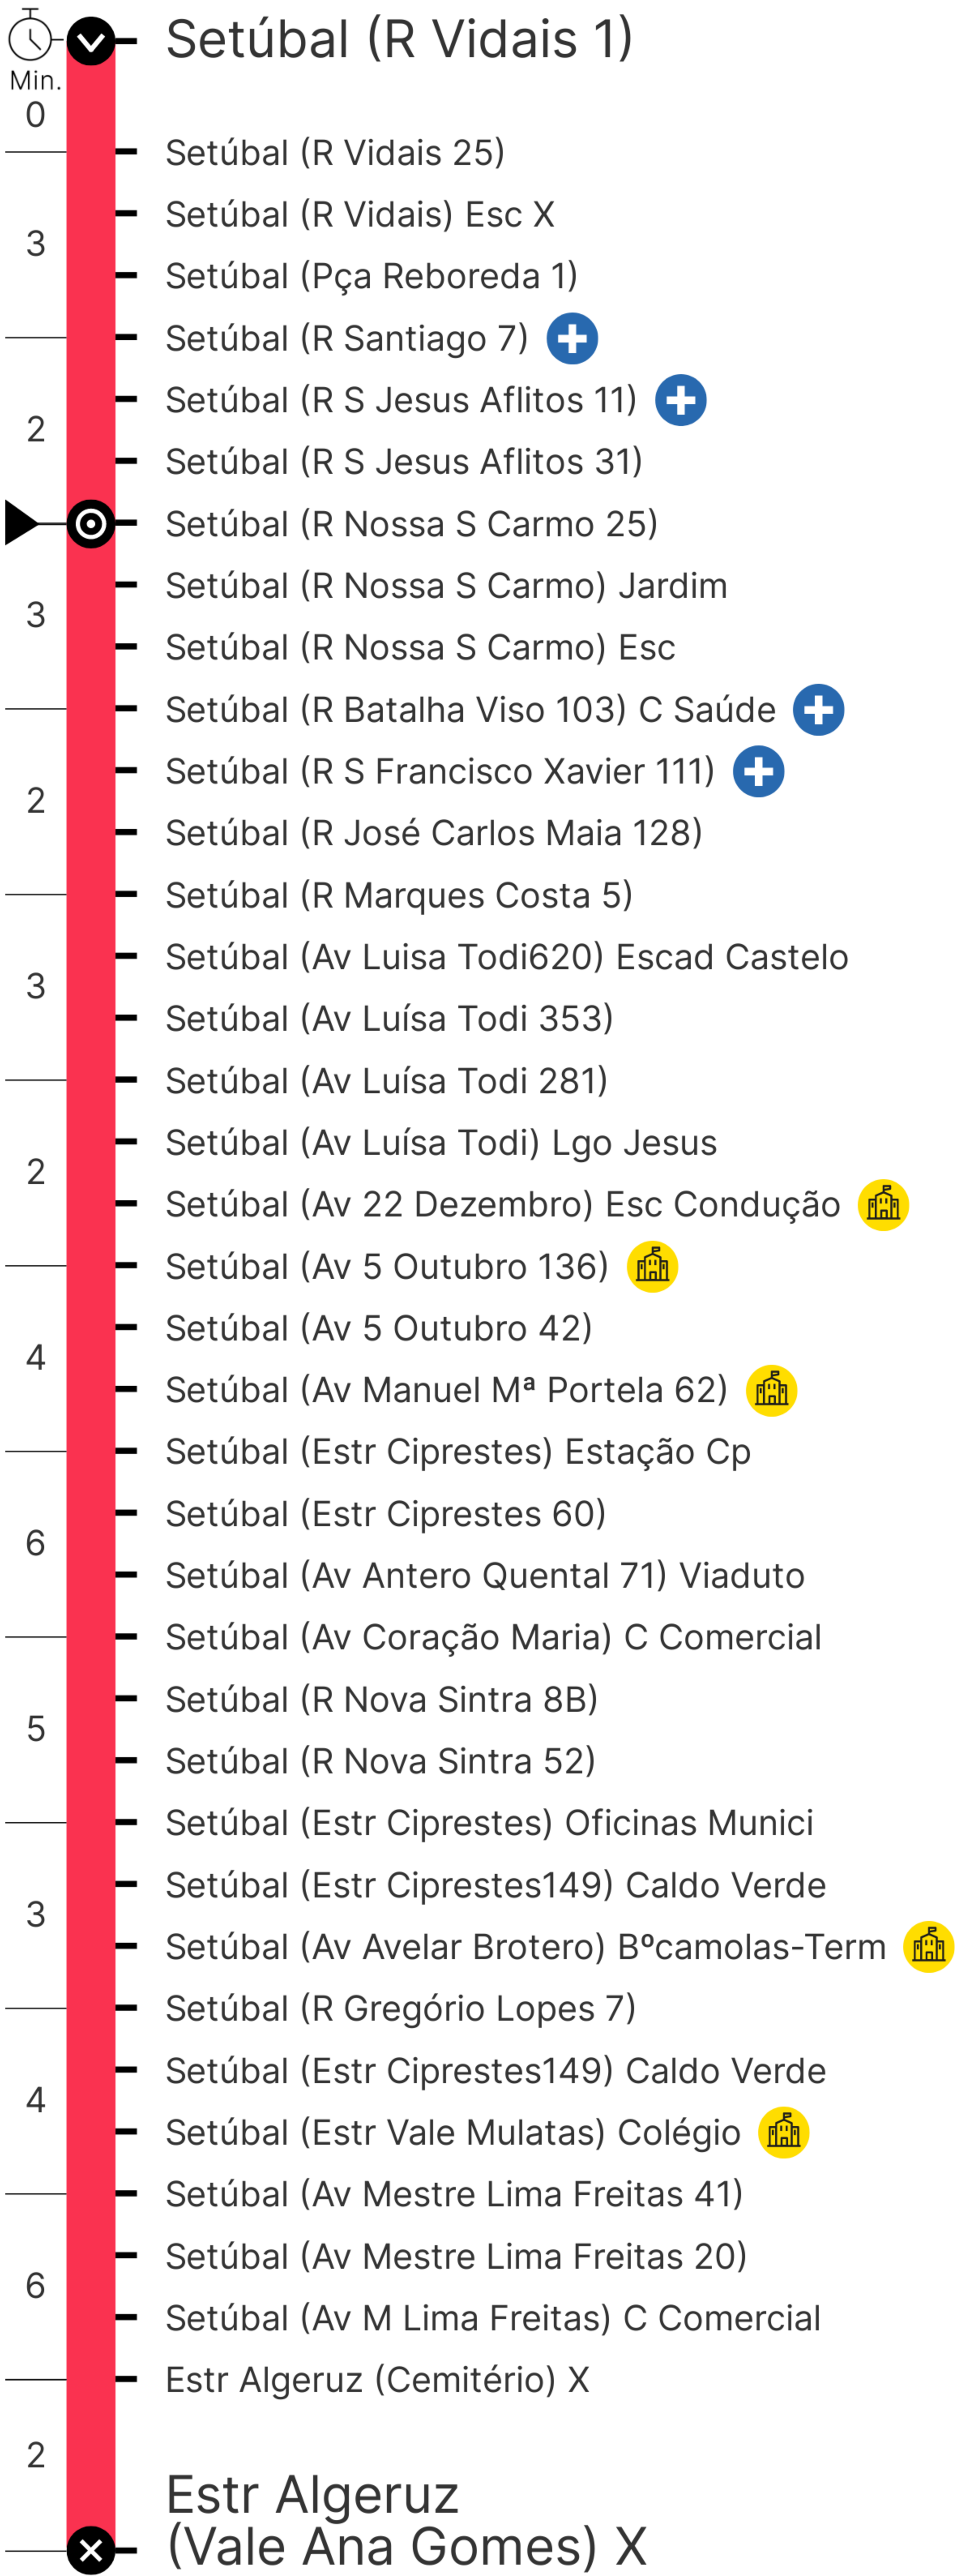 Setúbal (R Vidais 1)
Min.
0
Setúbal (R Vidais 25)
Setúbal (R Vidais) Esc X
3
Setúbal (Pça Reboreda 1)
Setúbal (R Santiago 7)
Setúbal (R S Jesus Aflitos 11)
2
Setúbal (R S Jesus Aflitos 31)
Setúbal (R Nossa S Carmo 25)
Setúbal (R Nossa S Carmo) Jardim
3
Setúbal (R Nossa S Carmo) Esc
Setúbal (R Batalha Viso 103) C Saúde
Setúbal (R S Francisco Xavier 111)
2
Setúbal (R José Carlos Maia 128)
Setúbal (R Marques Costa 5)
Setúbal (Av Luisa Todi620) Escad Castelo
3
Setúbal (Av Luísa Todi 353)
Setúbal (Av Luísa Todi 281)
Setúbal (Av Luísa Todi) Lgo Jesus
2
Setúbal (Av 22 Dezembro) Esc Condução
Setúbal (Av 5 Outubro 136)
Setúbal (Av 5 Outubro 42)
4
Setúbal (Av Manuel Mª Portela 62)
Setúbal (Estr Ciprestes) Estação Cp
Setúbal (Estr Ciprestes 60)
6
Setúbal (Av Antero Quental 71) Viaduto
Setúbal (Av Coração Maria) C Comercial
Setúbal (R Nova Sintra 8B)
5
Setúbal (R Nova Sintra 52)
Setúbal (Estr Ciprestes) Oficinas Munici
Setúbal (Estr Ciprestes149) Caldo Verde
3
Setúbal (Av Avelar Brotero) Bºcamolas-Term
Setúbal (R Gregório Lopes 7)
Setúbal (Estr Ciprestes149) Caldo Verde
4
Setúbal (Estr Vale Mulatas) Colégio
Setúbal (Av Mestre Lima Freitas 41)
Setúbal (Av Mestre Lima Freitas 20)
6
Setúbal (Av M Lima Freitas) C Comercial
Estr Algeruz (Cemitério) X
2
Estr Algeruz
(Vale Ana Gomes) X